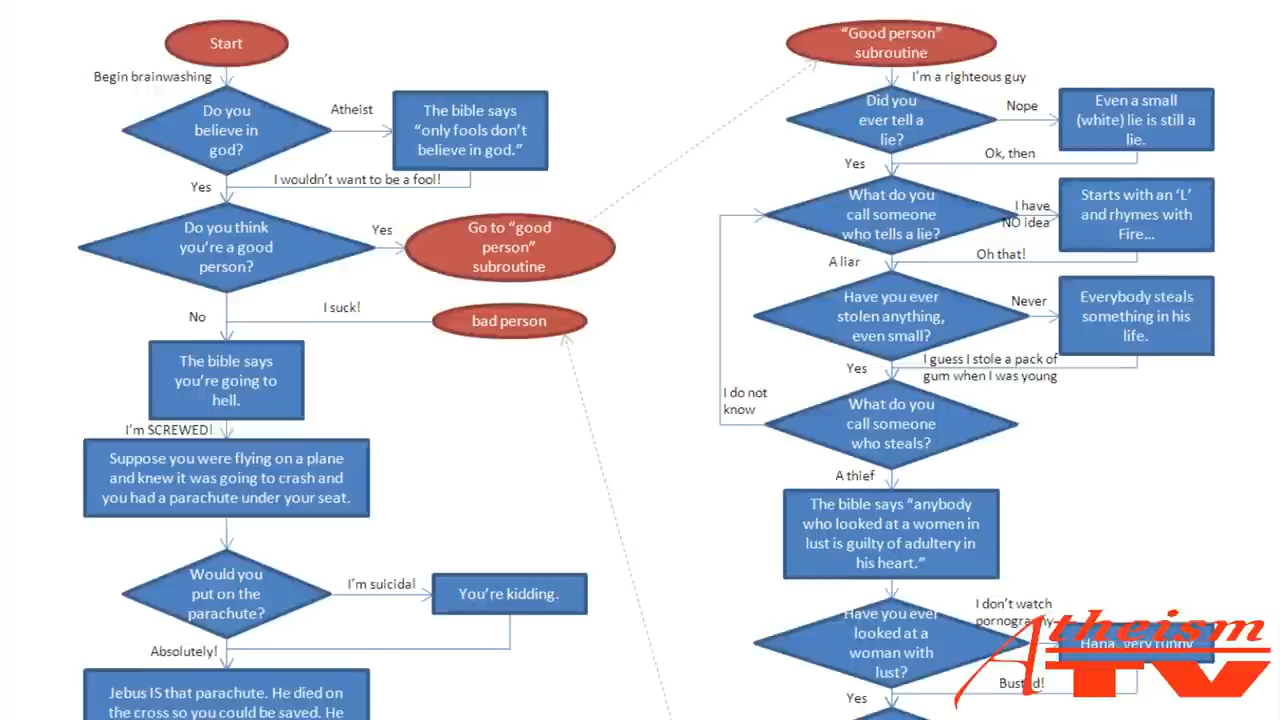 Start
Begin brainwashing
Do you
believe in
god?
Atheist
The bible says
“only fools don’t
believe in god.”
I wouldn’t want to be a fool!
Yes
Do you think
you’re a good
person?
Yes
Go to “good
person”
subroutine
No
I suck!
bad person
The bible says
you’re going to
hell.
I’m SCREWED!
Suppose you were flying on a plane
and knew it was going to crash and
you had a parachute under your seat.
Would you
put on the
parachute?
I’m suicidal
You’re kidding.
Absolutely!
Jebus IS that parachute. He died on
the cross so you could be saved. He
“Good person”
subroutine
I’m a righteous guy
Did you
ever tell a
lie?
Nope
Even a small
(white) lie is still a
lie.
Ok, then
Yes
What do you
call someone
who tells a lie?
I have
NO idea
Starts with an ‘L’
and rhymes with
Fire...
Oh that!
A liar
Have you ever
stolen anything,
even small?
Never
Everybody steals
something in his
life.
I guess I stole a pack of
gum when I was young
Yes
I do not
know
What do you
call someone
who steals?
A thief
The bible says “anybody
who looked at a women in
lust is guilty of adultery in
his heart.”
Have you ever
looked at a
woman with
lust?
I don’t watch
pornography
Haha, very funny
Busted!
Yes
Atheism
TV